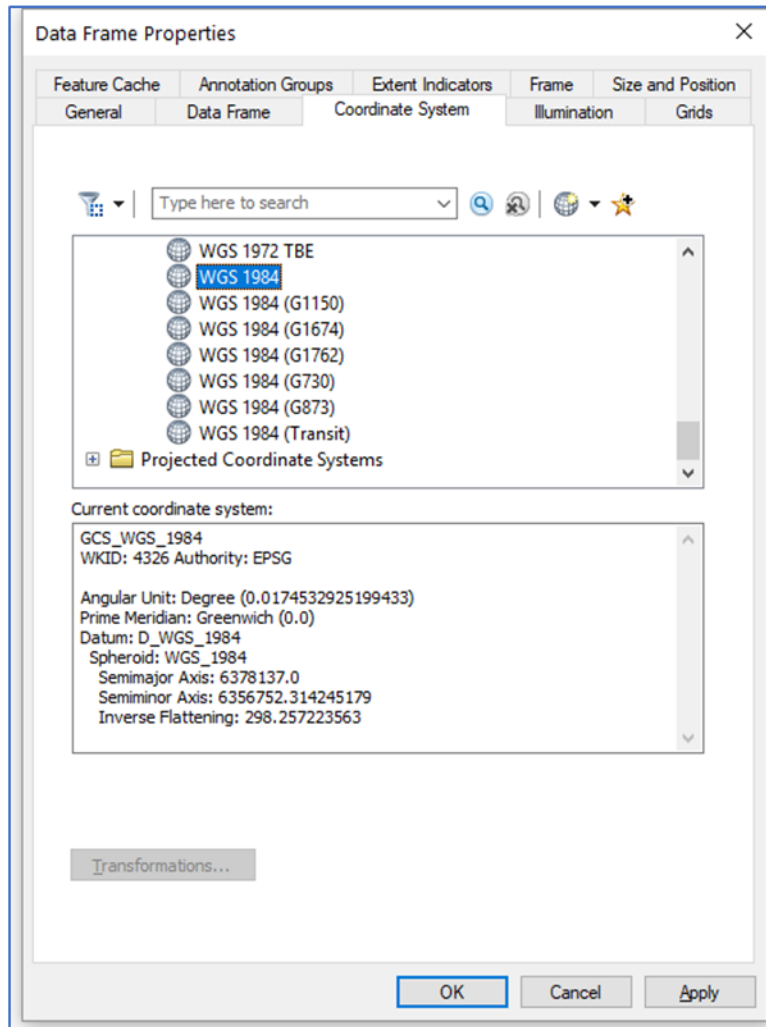 Data Frame Properties
Feature Cache Annotation Groups Extent Indicators Frame Size and Position
General Data Frame Coordinate System Illumination Grids
Type here to search
WGS 1972 TBE
WGS 1984
WGS 1984 (G1150)
WGS 1984 (G1674)
WGS 1984 (G1762)
WGS 1984 (G730)
WGS 1984 (G873)
WGS 1984 (Transit)
Projected Coordinate Systems
Current coordinate system:
GCS_WGS_1984
WKID: 4326 Authority: EPSG
Angular Unit: Degree (0.0174532925199433)
Prime Meridian: Greenwich (0.0)
Datum: D_WGS_1984
Spheroid: WGS_1984
Semimajor Axis: 6378137.0
Semiminor Axis: 6356752.314245179
Inverse Flattening: 298.257223563
Transformations...
OK Cancel Apply